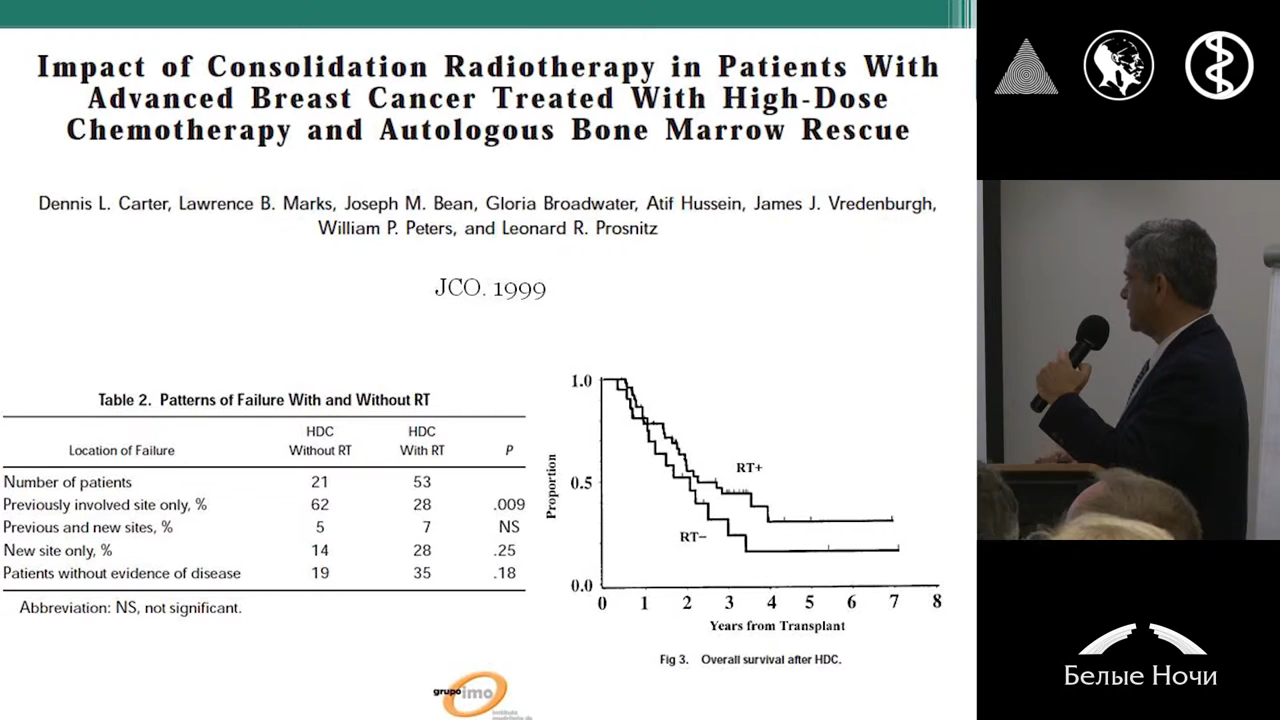 Impact of Consolidation Radiotherapy in Patients With
Advanced Breast Cancer Treated With High-Dose
Chemotherapy and Autologous Bone Marrow Rescue
Dennis L. Carter, Lawrence B. Marks, Joseph M. Bean, Gloria Broadwater, Atif Hussein, James J. Vredenburgh,
William P. Peters, and Leonard R. Prosnitz
JCO. 1999
Table 2. Patterns of Failure With and Without RT
Location of Failure HDC Without RT HDC With RT P
Number of patients 21 53
Previously involved site only, % 62 28 .009
Previous and new sites, % 5 7 NS
New site only, % 14 28 .25
Patients without evidence of disease 19 35 .18
Abbreviation: NS, not significant.
1.0
0.5
0.0
Proportion
RT+
RT–
0 1 2 3 4 5 6 7 8
Years from Transplant
Fig 3. Overall survival after HDC.
grupo imo
Белые Ночи